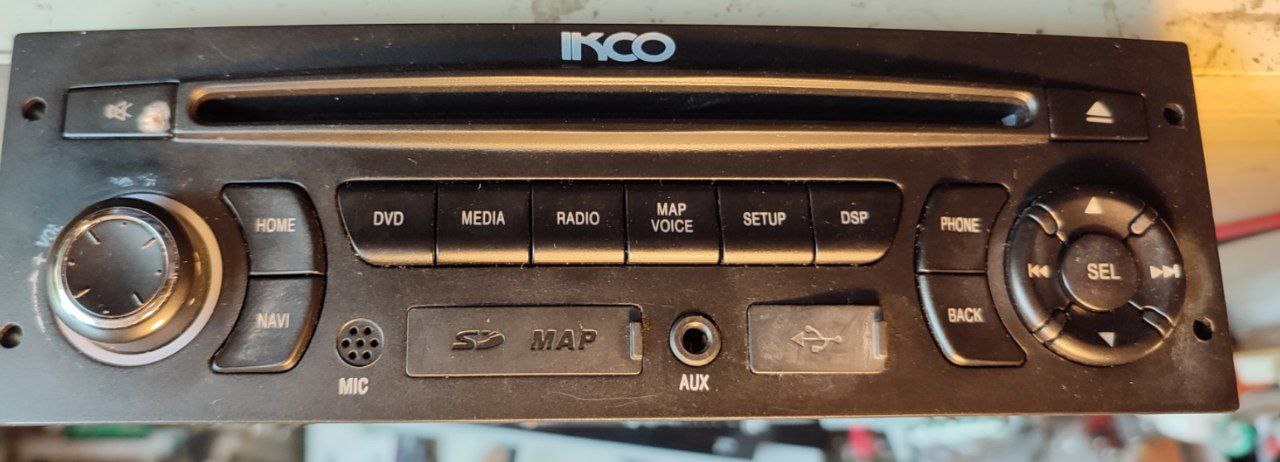 IKCO
HOME
NAVI
DVD
MEDIA
RADIO
MAP
VOICE
SETUP
DSP
PHONE
BACK
SEL
MIC
SD MAP
AUX